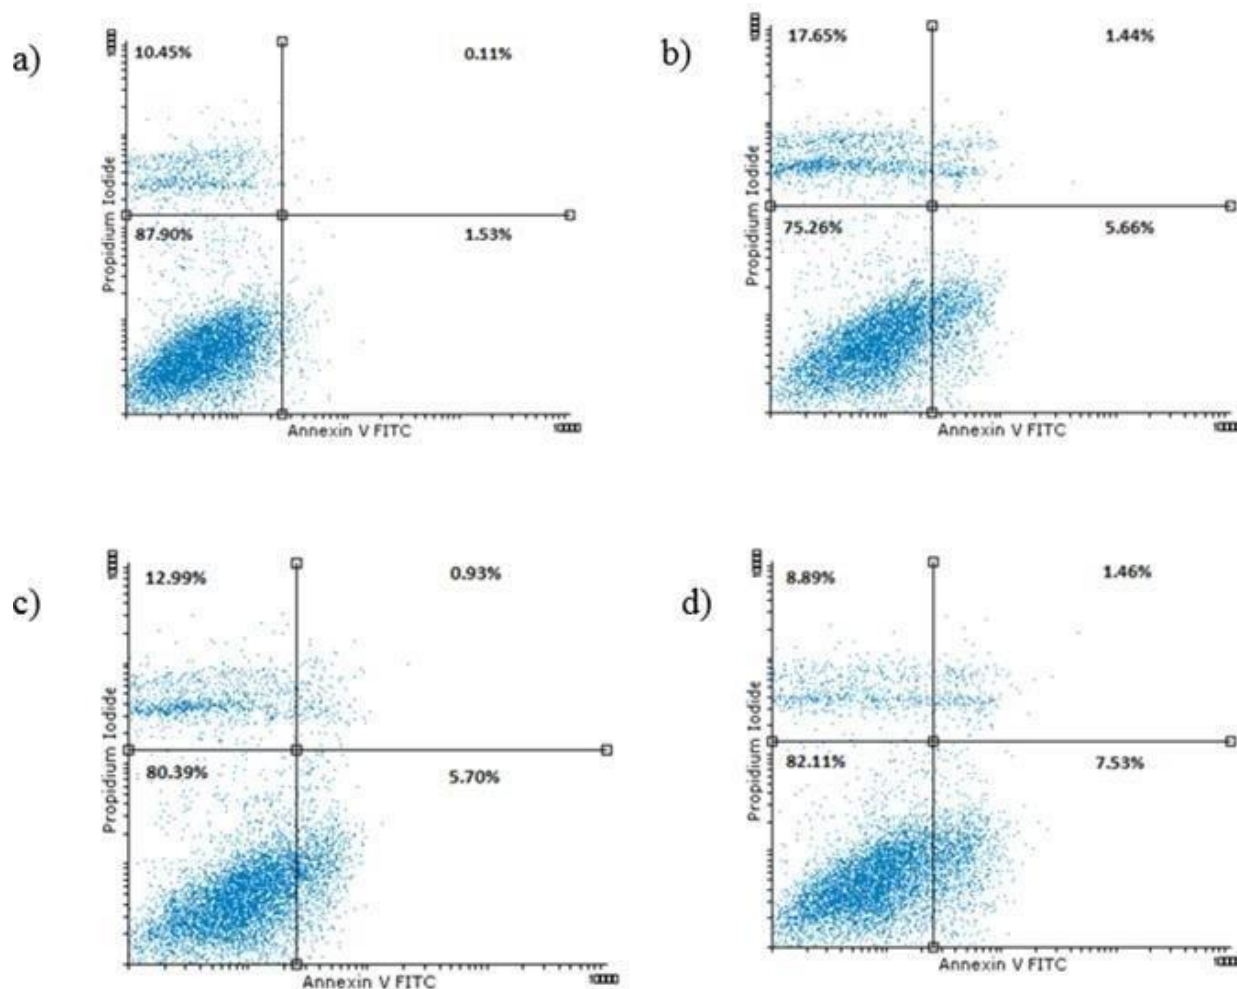 a)
10.45%
0.11%
87.90%
1.53%
Propidium Iodide
Annexin V FITC
b)
17.65%
1.44%
75.26%
5.66%
Propidium Iodide
Annexin V FITC
c)
12.99%
0.93%
80.39%
5.70%
Propidium Iodide
Annexin V FITC
d)
8.89%
1.46%
82.11%
7.53%
Propidium Iodide
Annexin V FITC